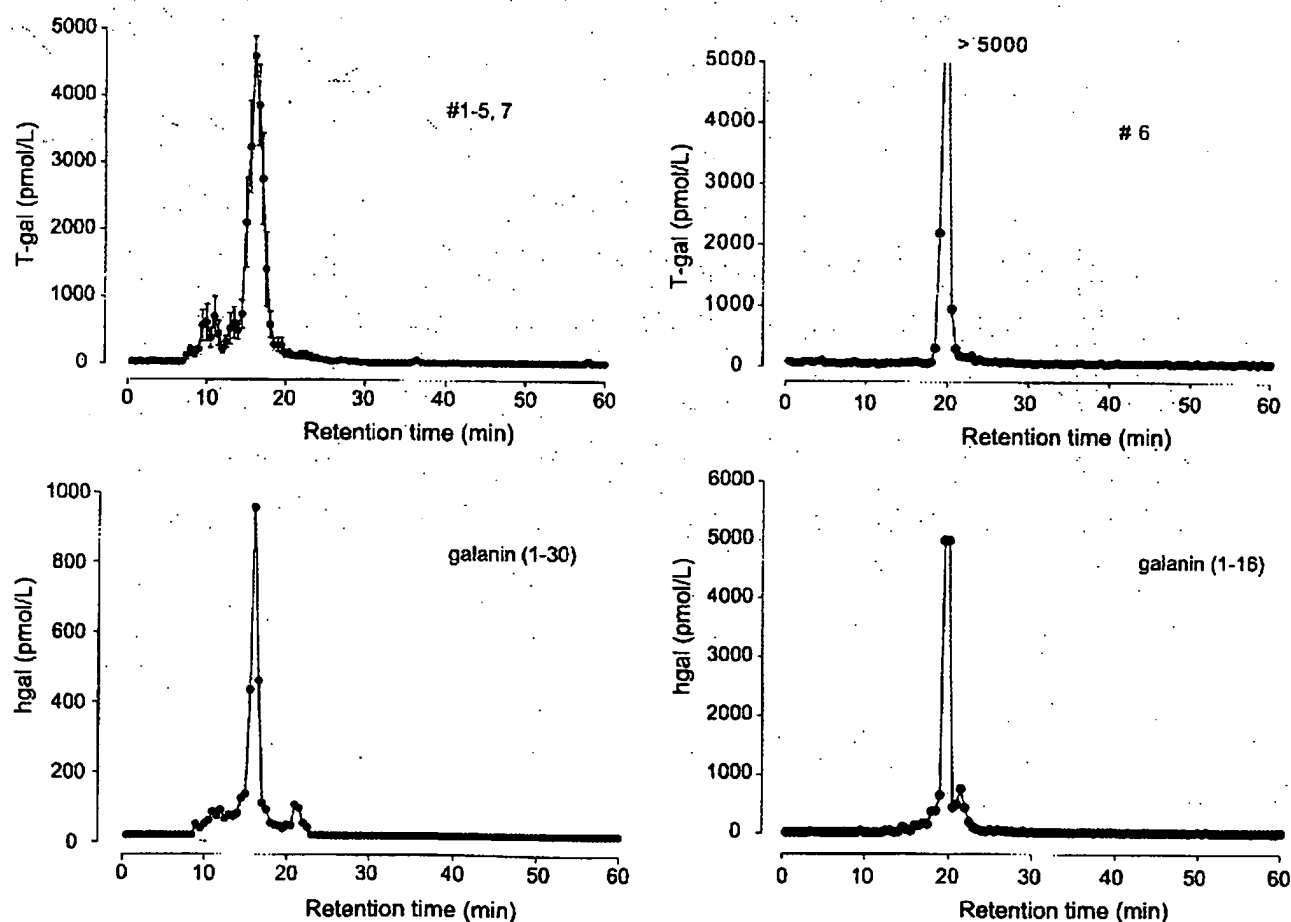 5000
4000
3000
2000
1000
0
T-gal (pmol/L)
#1-5, 7
0 10 20 30 40 50 60
Retention time (min)
> 5000
5000
4000
3000
2000
1000
0
T-gal (pmol/L)
# 6
0 10 20 30 40 50 60
Retention time (min)
1000
800
600
400
200
0
hgal (pmol/L)
galanin (1-30)
0 10 20 30 40 50 60
Retention time (min)
6000
5000
4000
3000
2000
1000
0
hgal (pmol/L)
galanin (1-16)
0 10 20 30 40 50 60
Retention time (min)